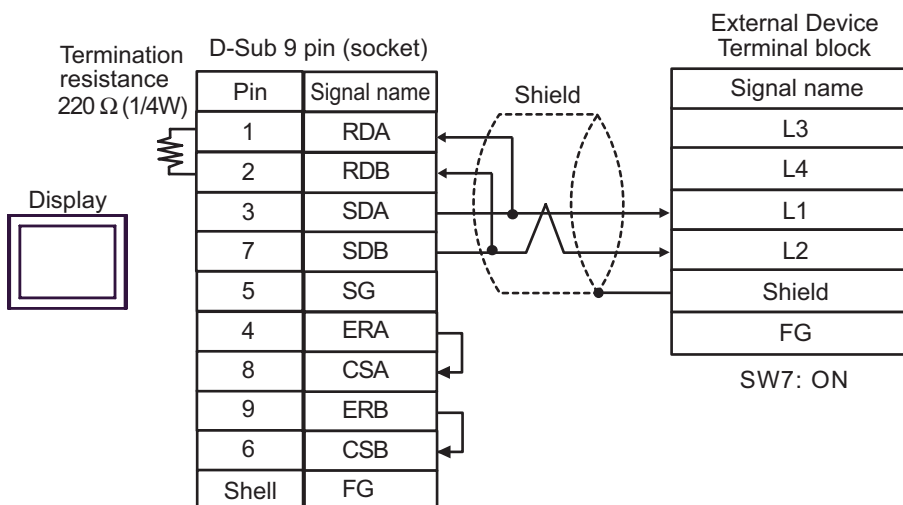 External Device
Terminal block
D-Sub 9 pin (socket)
Termination
resistance
220 Ω (1/4W)
Pin Signal name
Shield
Signal name
1 RDA
L3
2 RDB
L4
Display
3 SDA
L1
7 SDB
L2
5 SG
Shield
4 ERA
FG
8 CSA
SW7: ON
9 ERB
6 CSB
Shell FG